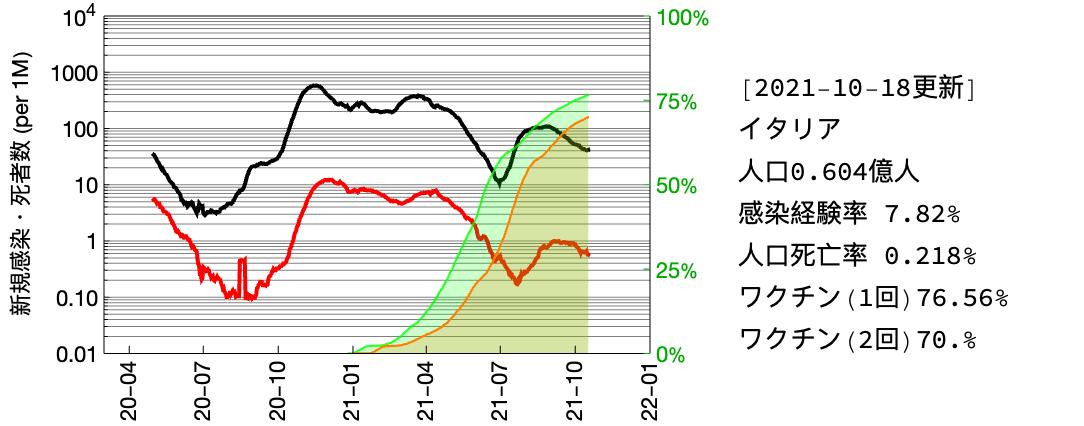 新規感染・死者数 (per 1M)
10⁴
1000
100
10
1
0.10
0.01
100%
75%
50%
25%
0%
20-04
20-07
20-10
21-01
21-04
21-07
21-10
22-01
[2021-10-18更新]
イタリア
人口0.604億人
感染経験率 7.82%
人口死亡率 0.218%
ワクチン(1回)76.56%
ワクチン(2回)70.%